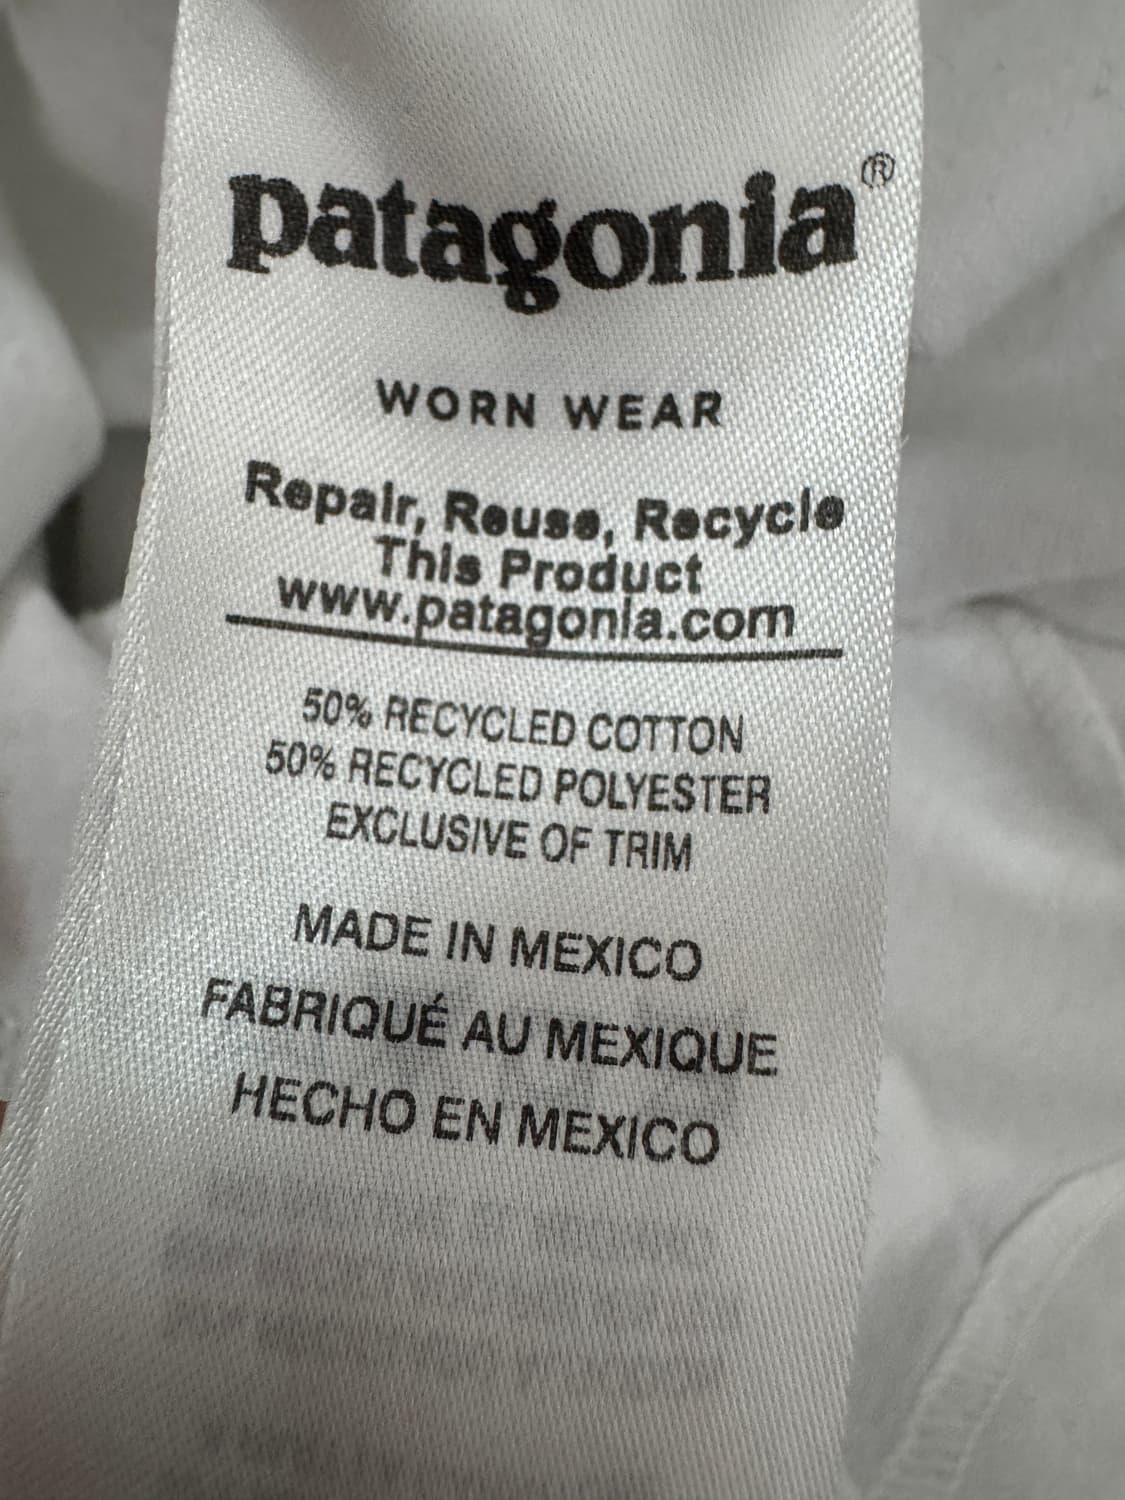 patagonia®
WORN WEAR
Repair, Reuse, Recycle
This Product
www.patagonia.com
50% RECYCLED COTTON
50% RECYCLED POLYESTER
EXCLUSIVE OF TRIM
MADE IN MEXICO
FABRIQUÉ AU MEXIQUE
HECHO EN MEXICO